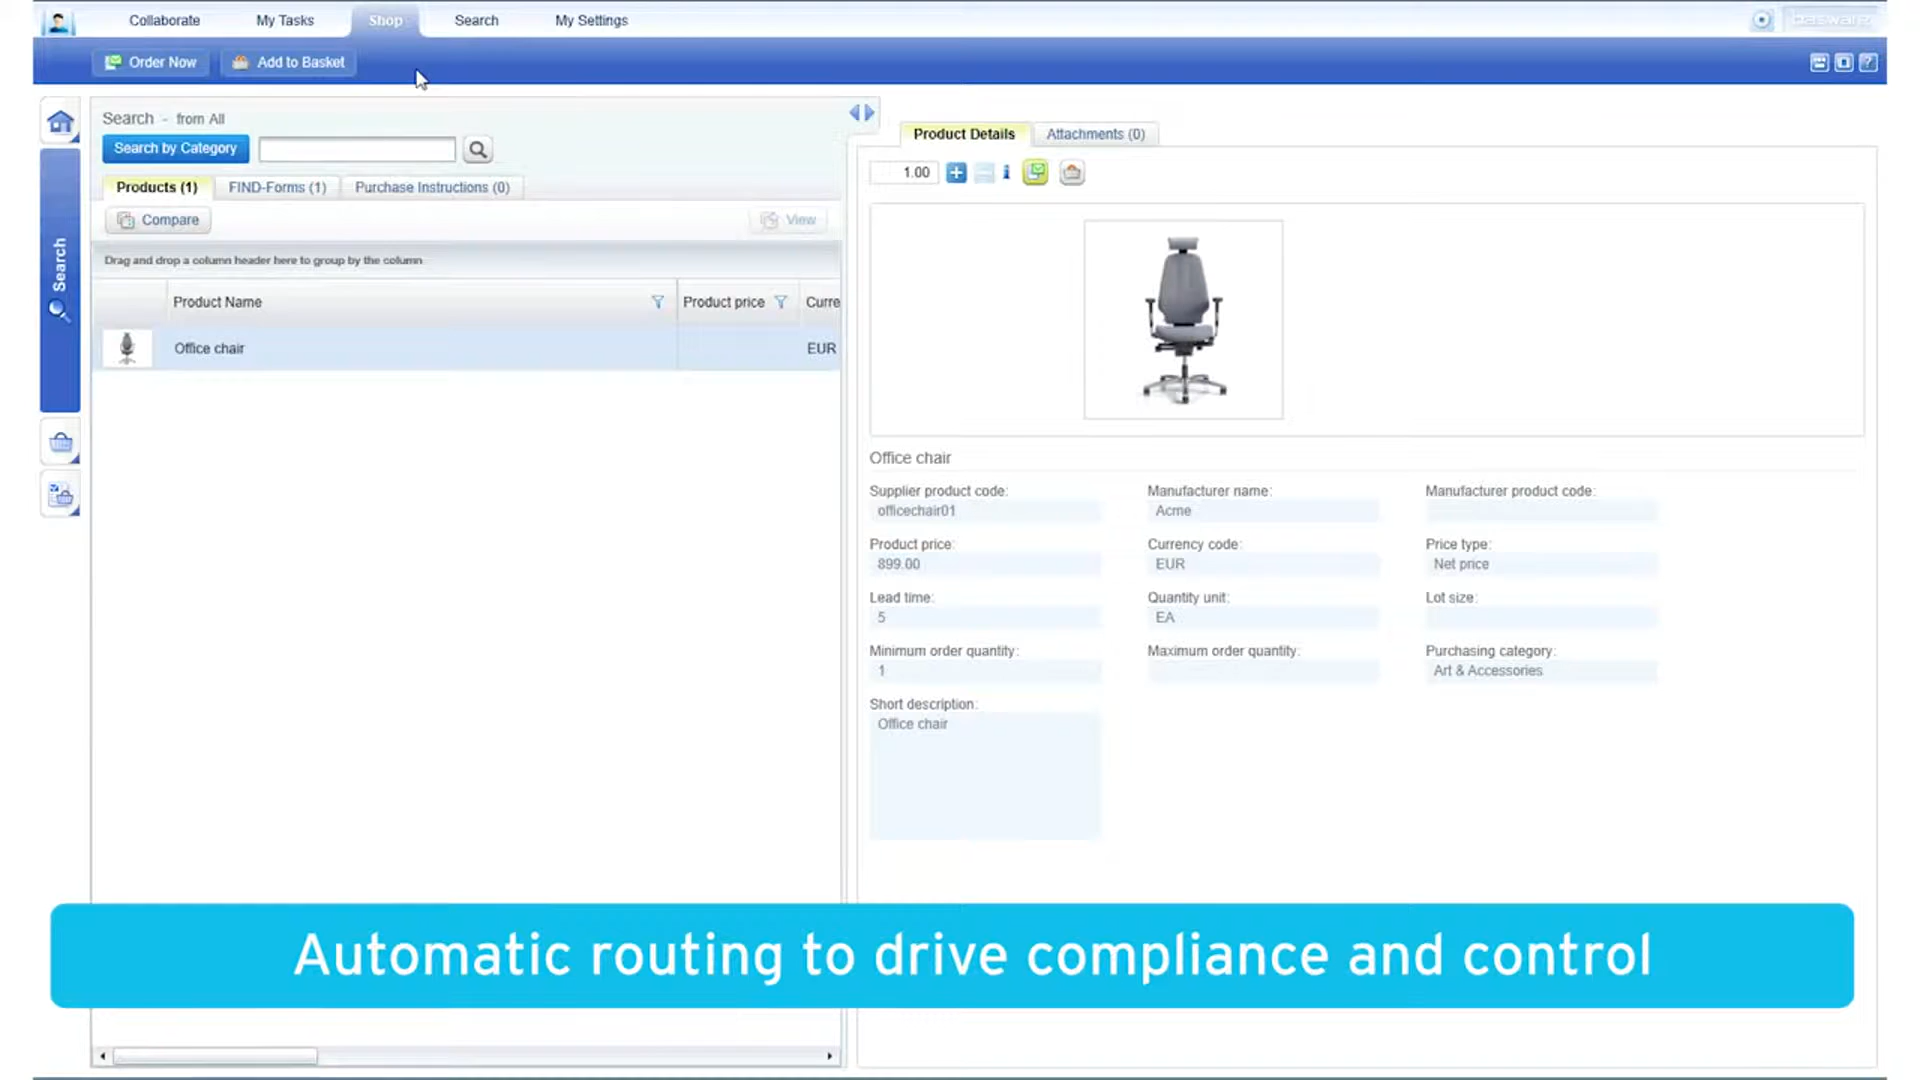 Collaborate
My Tasks
Shop
Search
My Settings
basware
Order Now
Add to Basket
?
Search - from All
Search by Category
Products (1)
FIND-Forms (1)
Purchase Instructions (0)
Compare
View
Search
Drag and drop a column header here to group by the column
Product Name
Product price
Curre
Office chair
EUR
Product Details
Attachments (0)
1.00
i
Office chair
Supplier product code:
officechair01
Manufacturer name:
Acme
Manufacturer product code:
Product price:
899.00
Currency code:
EUR
Price type:
Net price
Lead time:
5
Quantity unit:
EA
Lot size:
Minimum order quantity:
1
Maximum order quantity:
Purchasing category:
Art & Accessories
Short description:
Office chair
Automatic routing to drive compliance and control